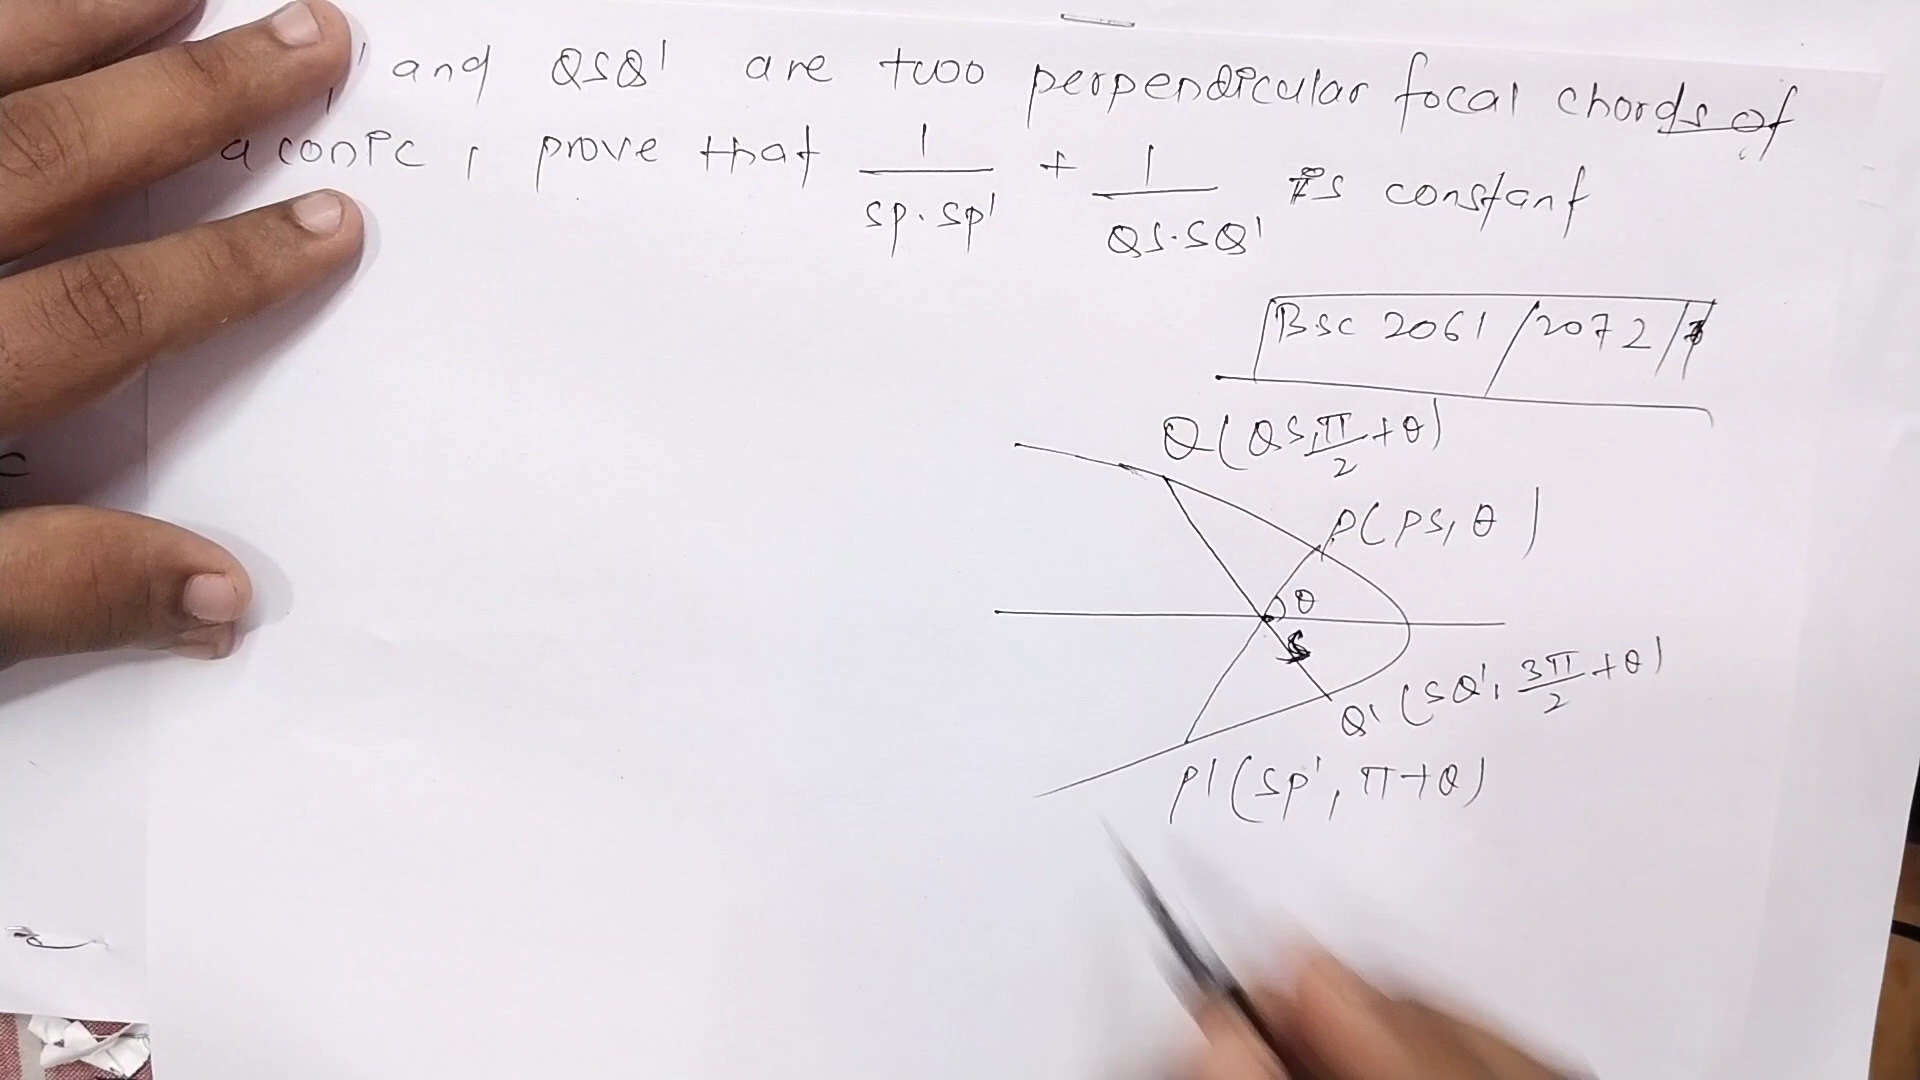 and QSQ' are two perpendicular focal chords of
a conic, prove that 1/SP.SP' + 1/QS.SQ' is constant
Bsc 2061/2072/
Q(QS, π/2+θ)
P(PS, θ)
θ
S
Q' (SQ', 3π/2+θ)
P'(SP', π+θ)